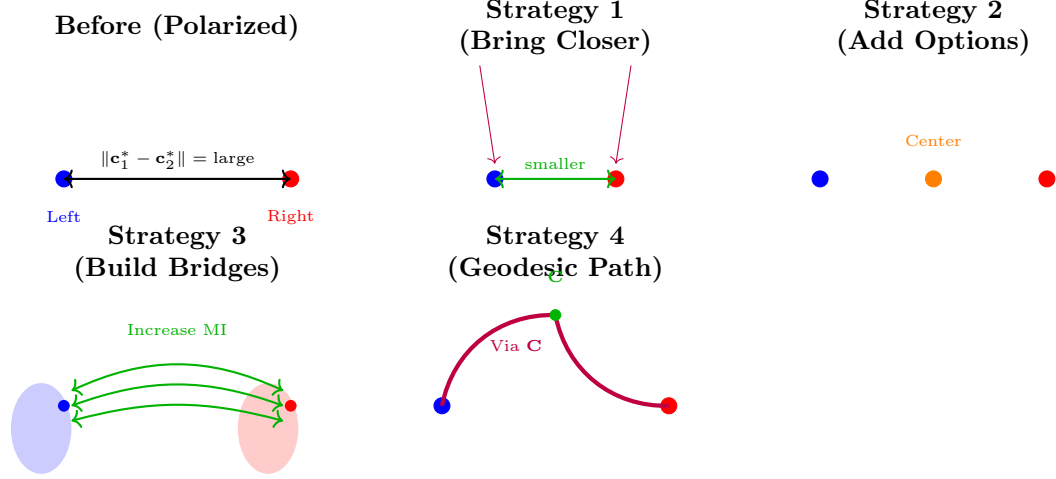 Before (Polarized)
‖c₁* − c₂*‖ = large
Left
Right
Strategy 1
(Bring Closer)
smaller
Strategy 2
(Add Options)
Center
Strategy 3
(Build Bridges)
Increase MI
Strategy 4
(Geodesic Path)
C
Via C